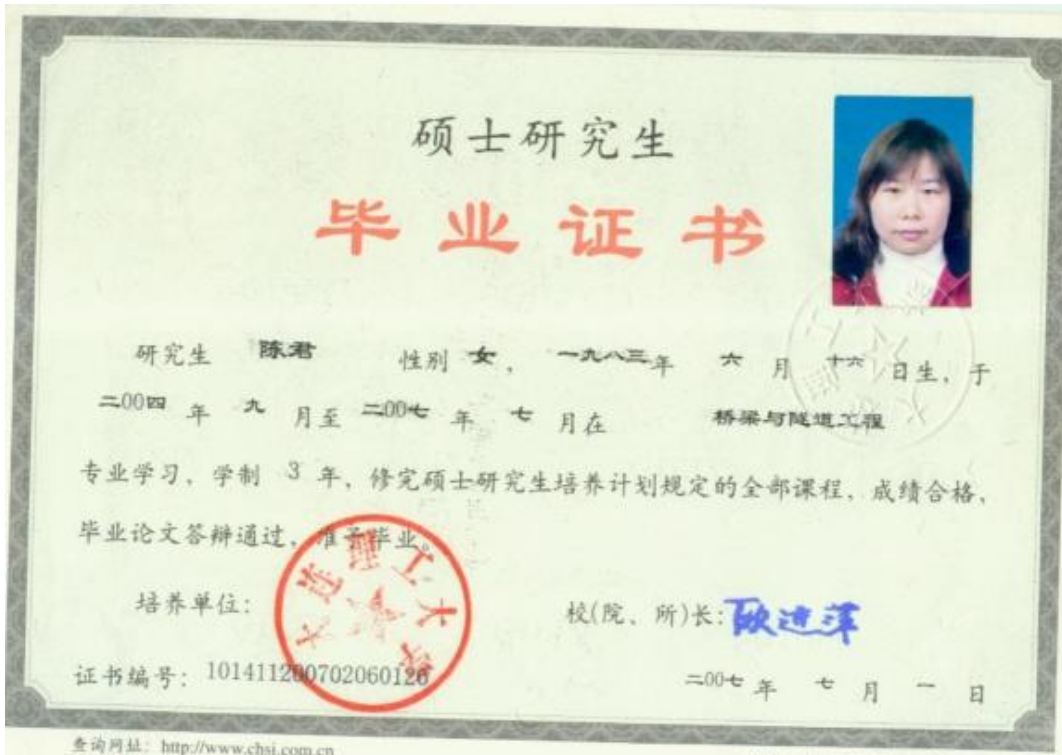 硕士研究生
毕业证书
研究生 陈君 性别 女, 一九八三年 六 月 十六 日生, 于
二00四 年 九 月至 二00七 年 七 月在 桥梁与隧道工程
专业学习, 学制 3 年, 修完硕士研究生培养计划规定的全部课程, 成绩合格,
毕业论文答辩通过, 准予毕业。
大连理工大学
培养单位:
校(院、所)长: 欧进萍
证书编号: 101411200702060126
二00七 年 七 月 一 日
查询网址: http://www.chsi.com.cn